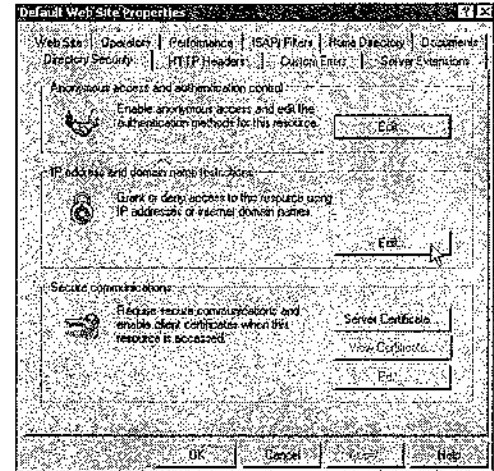 Default Web Site Properties
Web Site Operators Performance ISAPI Filters Home Directory Documents
Directory Security HTTP Headers Custom Errors Server Extensions
Anonymous access and authentication control
Enable anonymous access and edit the
authentication methods for this resource.
Edit...
IP address and domain name restrictions
Grant or deny access to this resource using
IP addresses or internet domain names.
Edit...
Secure communications
Require secure communications and
enable client certificates when this
resource is accessed.
Server Certificate...
View Certificate...
Edit...
OK Cancel Help